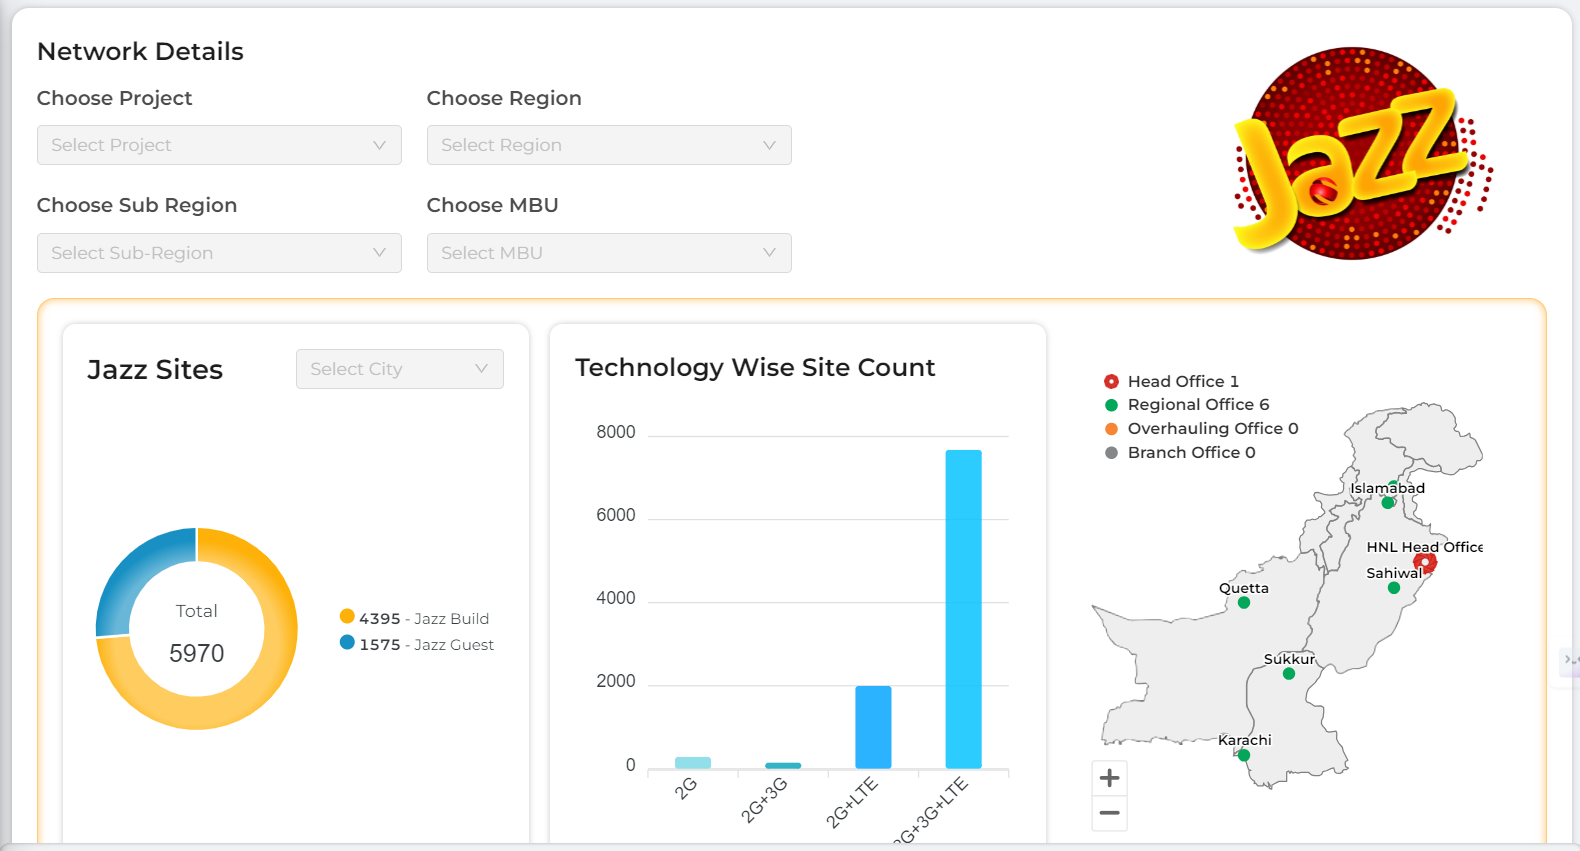 Network Details
Choose Project
Choose Region
Select Project
Select Region
Choose Sub Region
Choose MBU
Select Sub-Region
Select MBU
Jazz
Jazz Sites
Select City
Total
5970
4395 - Jazz Build
1575 - Jazz Guest
Technology Wise Site Count
8000
6000
4000
2000
0
2G
2G+3G
2G+LTE
2G+3G+LTE
Head Office 1
Regional Office 6
Overhauling Office 0
Branch Office 0
Islamabad
HNL Head Office
Sahiwal
Quetta
Sukkur
Karachi
+
−